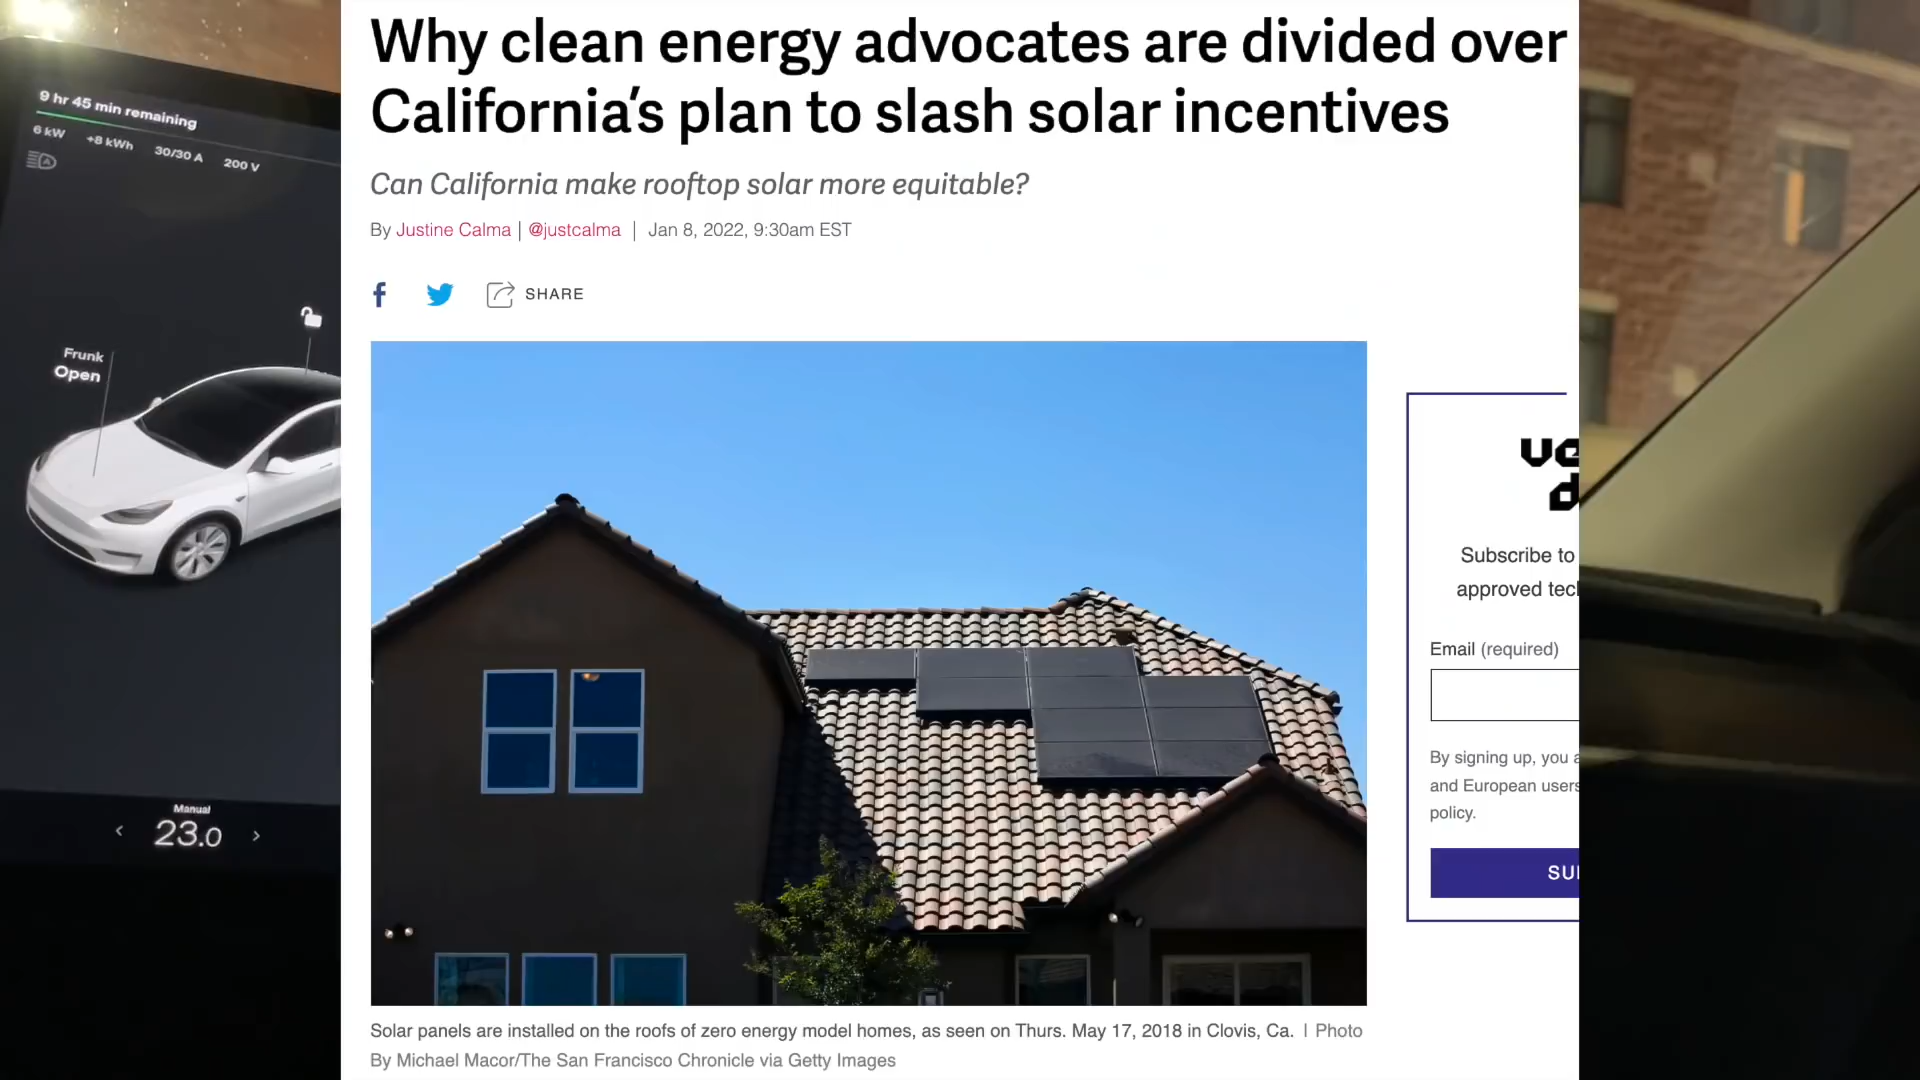 9 hr 45 min remaining
6 kW +8 kWh 30/30 A 200 V
Frunk
Open
Manual
23.0
Why clean energy advocates are divided over
California's plan to slash solar incentives
Can California make rooftop solar more equitable?
By Justine Calma | @justcalma | Jan 8, 2022, 9:30am EST
SHARE
Solar panels are installed on the roofs of zero energy model homes, as seen on Thurs. May 17, 2018 in Clovis, Ca. | Photo
By Michael Macor/The San Francisco Chronicle via Getty Images
Subscribe to
approved
Email (required)
By signing up, you
and European users
policy.